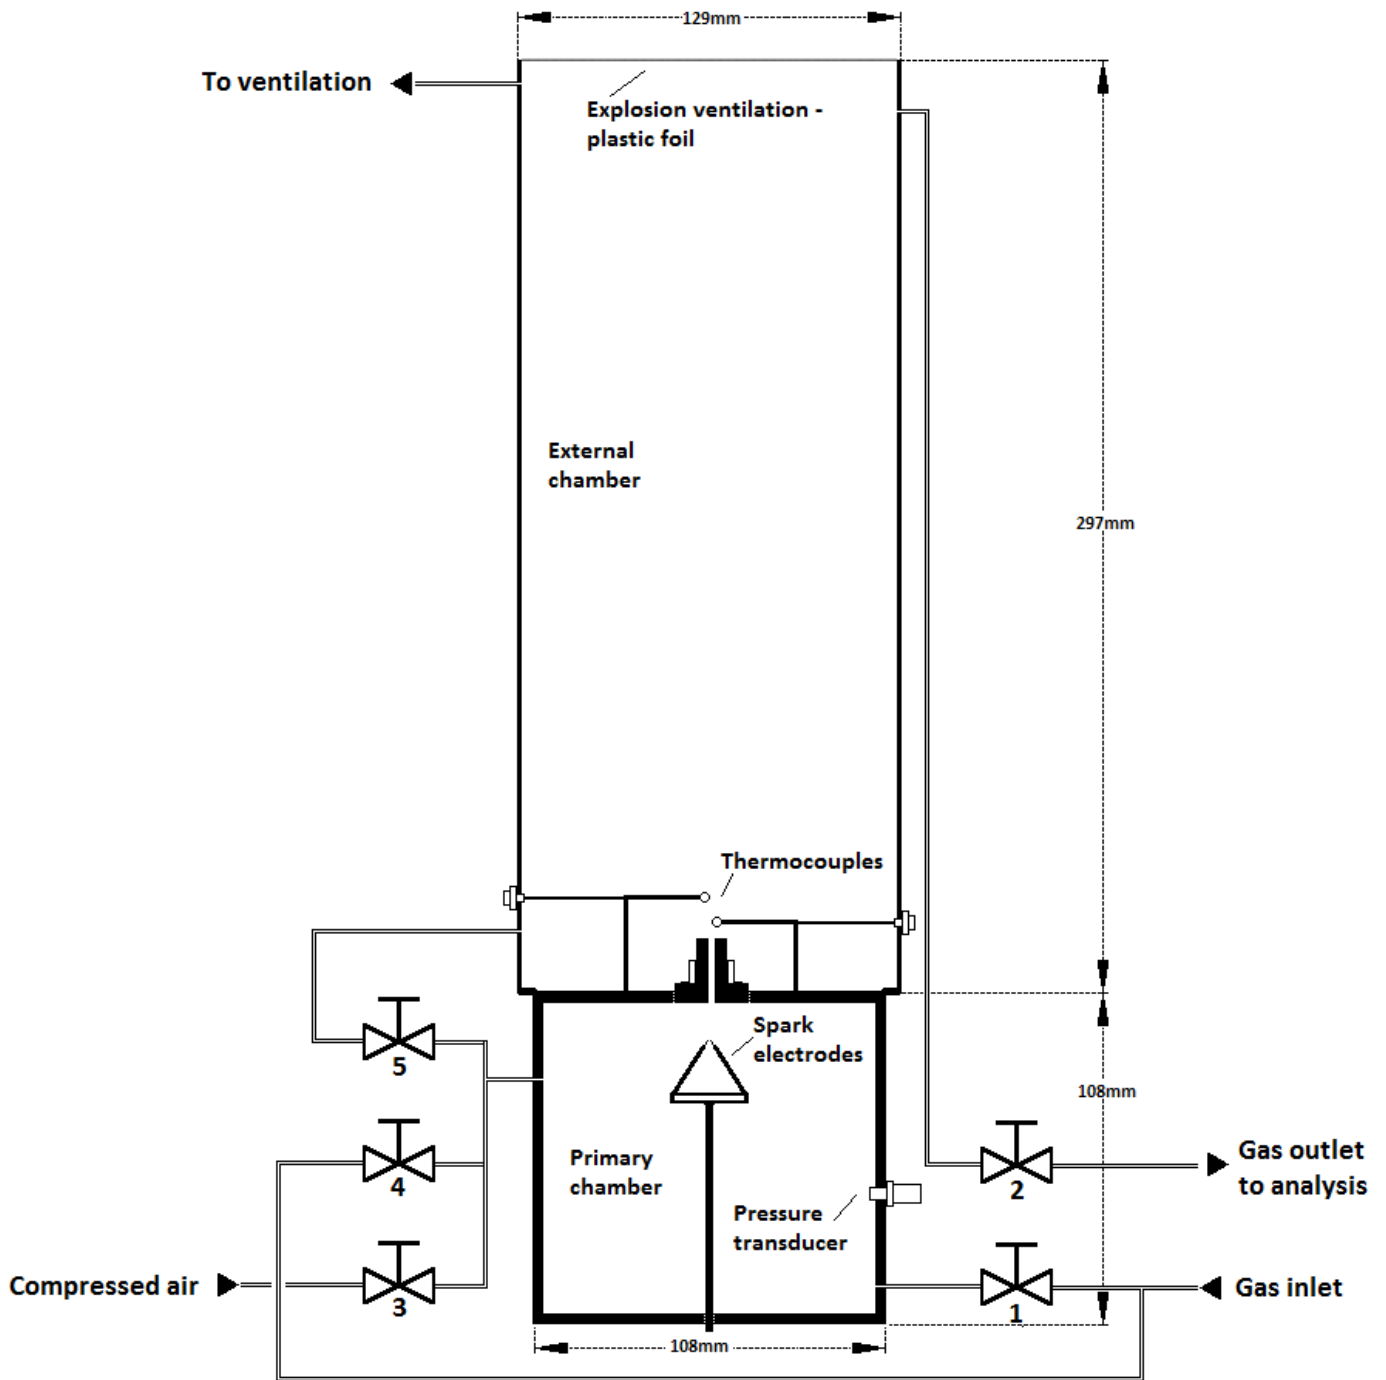 129mm
To ventilation
Explosion ventilation -
plastic foil
External
chamber
297mm
Thermocouples
Spark
electrodes
5
108mm
Primary
chamber
4
2
Gas outlet
to analysis
Pressure
transducer
Compressed air
3
1
Gas inlet
108mm